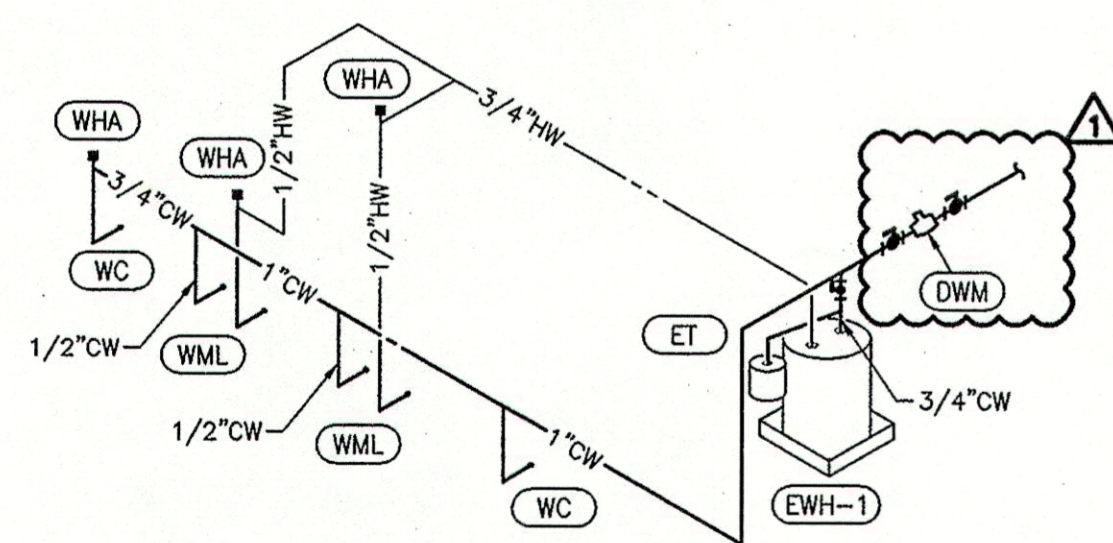 WHA
WHA
WHA
3/4"HW
1
3/4"CW
1/2"HW
1/2"HW
WC
1"CW
DWM
ET
1/2"CW
WML
3/4"CW
1/2"CW
WML
1"CW
WC
EWH-1